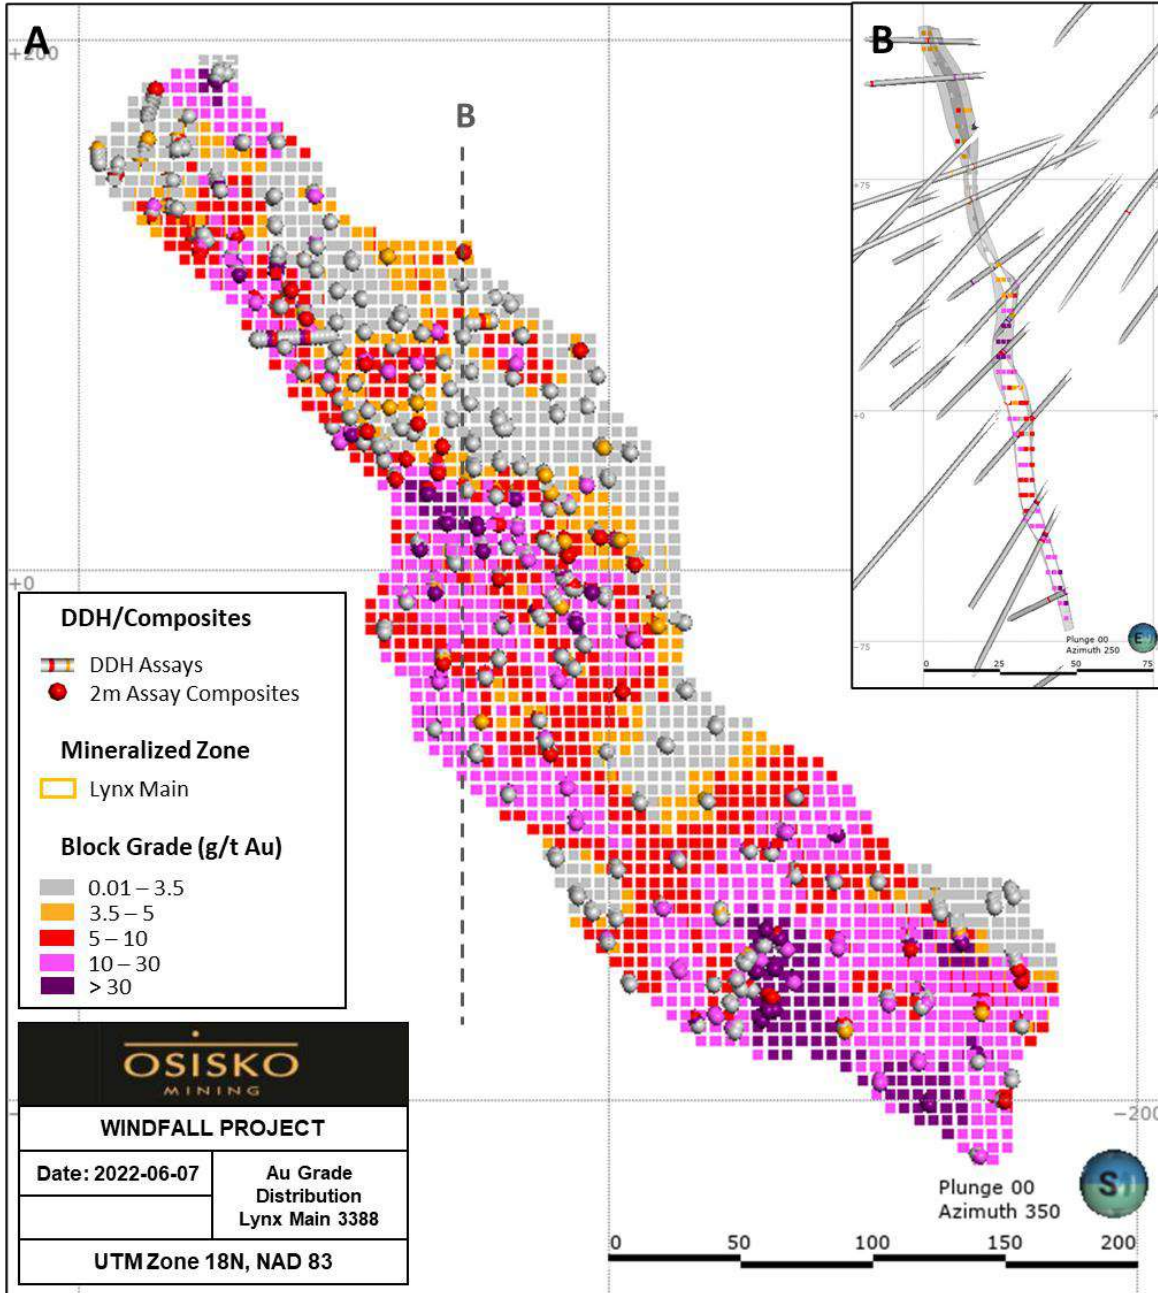 A
B
+200
B
+75
+75
+0
+0
+0
-75
Plunge 00
Azimuth 250
E
0 25 50 75
DDH/Composites
DDH Assays
2m Assay Composites
Mineralized Zone
Lynx Main
Block Grade (g/t Au)
0.01 – 3.5
3.5 – 5
5 – 10
10 – 30
> 30
OSISKO
MINING
WINDFALL PROJECT
Date: 2022-06-07
Au Grade
Distribution
Lynx Main 3388
UTM Zone 18N, NAD 83
-200
Plunge 00
Azimuth 350
S
0 50 100 150 200